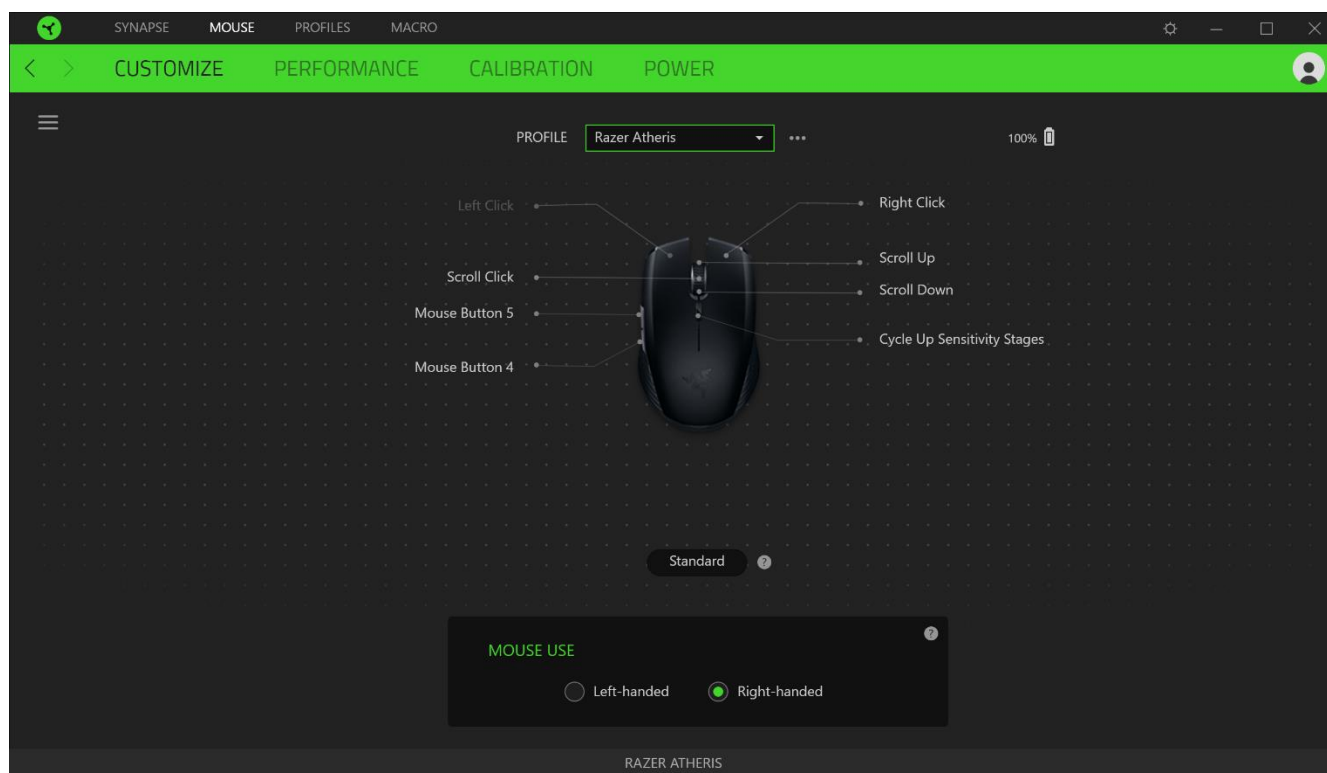 SYNAPSE MOUSE PROFILES MACRO
CUSTOMIZE PERFORMANCE CALIBRATION POWER
PROFILE Razer Atheris 100%
Left Click Right Click
Scroll Up
Scroll Click
Scroll Down
Mouse Button 5
Cycle Up Sensitivity Stages
Mouse Button 4
Standard ?
?
MOUSE USE
Left-handed Right-handed
RAZER ATHERIS